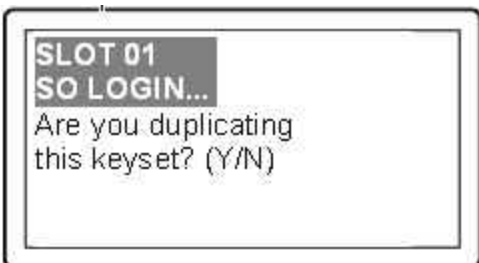 SLOT 01
SO LOGIN...
Are you duplicating
this keyset? (Y/N)